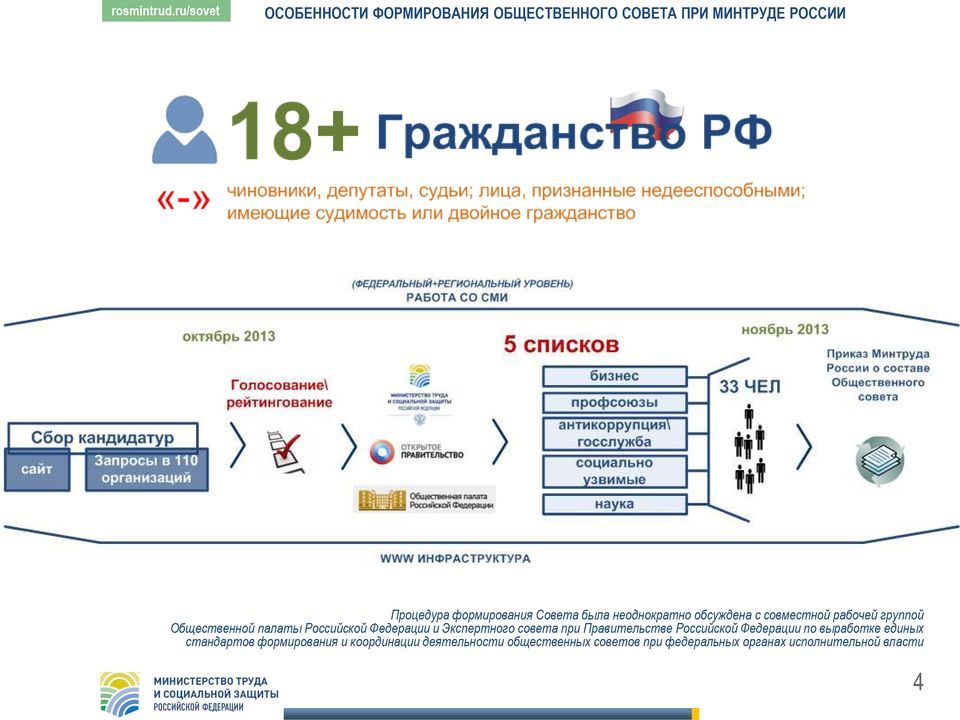 rosmintrud.ru/sovet
ОСОБЕННОСТИ ФОРМИРОВАНИЯ ОБЩЕСТВЕННОГО СОВЕТА ПРИ МИНТРУДЕ РОССИИ
18+ Гражданство РФ
«-» чиновники, депутаты, судьи; лица, признанные недееспособными;
имеющие судимость или двойное гражданство
(ФЕДЕРАЛЬНЫЙ+РЕГИОНАЛЬНЫЙ УРОВЕНЬ)
РАБОТА СО СМИ
октябрь 2013
ноябрь 2013
Сбор кандидатур
сайт
Запросы в 110
организаций
Голосование\
рейтингование
МИНИСТЕРСТВО ТРУДА
И СОЦИАЛЬНОЙ ЗАЩИТЫ
РОССИЙСКОЙ ФЕДЕРАЦИИ
ОТКРЫТОЕ
ПРАВИТЕЛЬСТВО
Общественная палата
Российской Федерации
5 списков
бизнес
профсоюзы
антикоррупция\
госслужба
социально
узвимые
наука
33 ЧЕЛ
Приказ Минтруда
России о составе
Общественного
совета
WWW ИНФРАСТРУКТУРА
Процедура формирования Совета была неоднократно обсуждена с совместной рабочей группой
Общественной палаты Российской Федерации и Экспертного совета при Правительстве Российской Федерации по выработке единых
стандартов формирования и координации деятельности общественных советов при федеральных органах исполнительной власти
МИНИСТЕРСТВО ТРУДА
И СОЦИАЛЬНОЙ ЗАЩИТЫ
РОССИЙСКОЙ ФЕДЕРАЦИИ
4